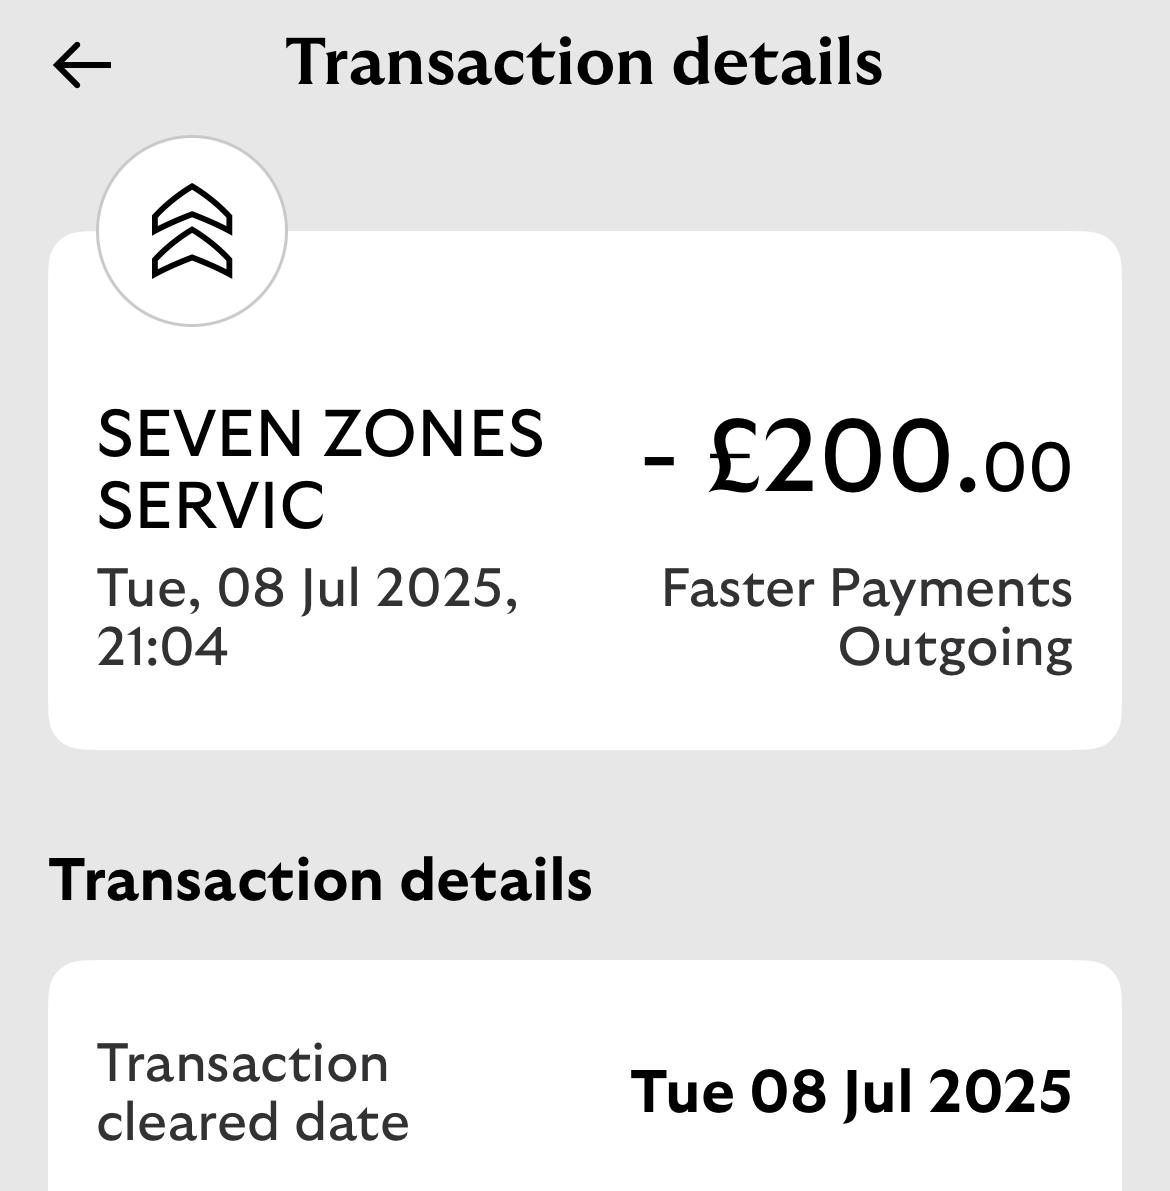 Transaction details
SEVEN ZONES
SERVIC
- £200.00
Tue, 08 Jul 2025,
21:04
Faster Payments
Outgoing
Transaction details
Transaction
cleared date
Tue 08 Jul 2025